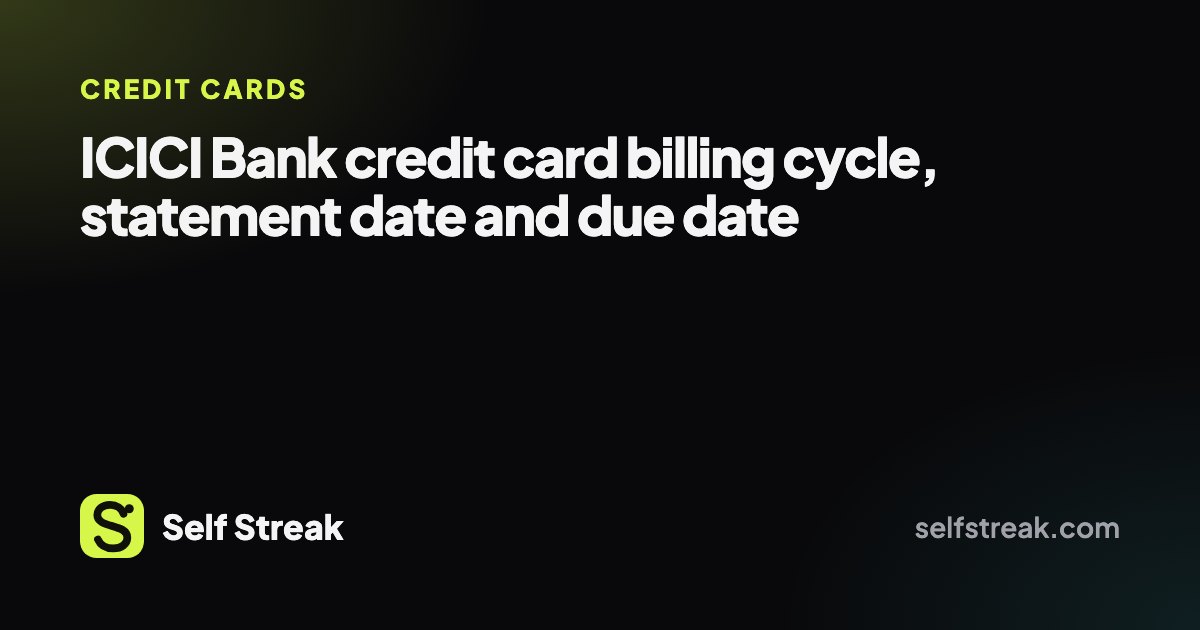 CREDIT CARDS
ICICI Bank credit card billing cycle,
statement date and due date
S
Self Streak
selfstreak.com